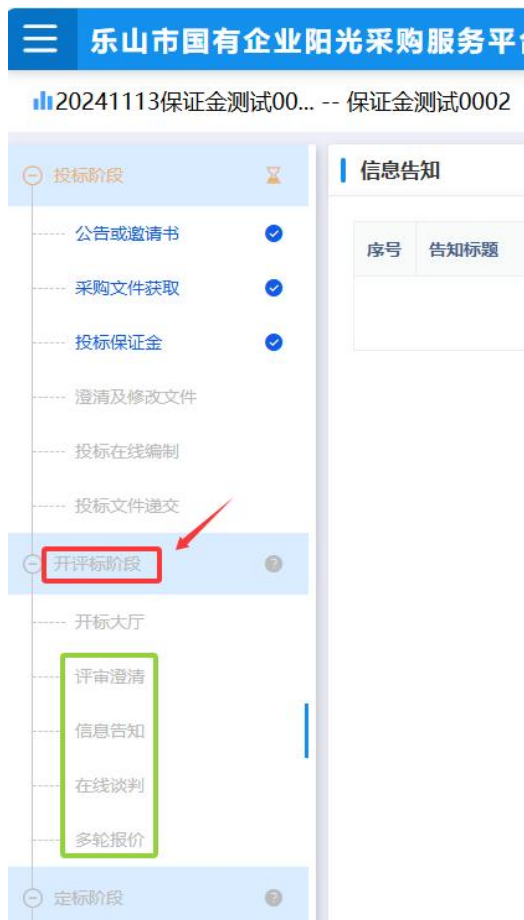 乐山市国有企业阳光采购服务平台
20241113保证金测试00... -- 保证金测试0002
投标阶段
信息告知
公告或邀请书
序号 告知标题
采购文件获取
投标保证金
澄清及修改文件
投标在线编制
投标文件递交
开评标阶段
开标大厅
评审澄清
信息告知
在线谈判
多轮报价
定标阶段